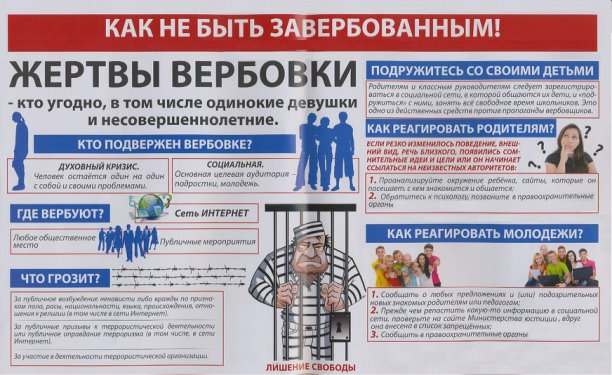 КАК НЕ БЫТЬ ЗАВЕРБОВАННЫМ!
ЖЕРТВЫ ВЕРБОВКИ
- кто угодно, в том числе одинокие девушки
и несовершеннолетние.
КТО ПОДВЕРЖЕН ВЕРБОВКЕ?
ДУХОВНЫЙ КРИЗИС.
Человек остаётся один на один
с собой и своими проблемами.
СОЦИАЛЬНАЯ.
Основная целевая аудитория -
подростки, молодежь.
ГДЕ ВЕРБУЮТ?
Сеть ИНТЕРНЕТ
Любое общественное
место
Публичные мероприятия
ЧТО ГРОЗИТ?
За публичное возбуждение ненависти либо вражды по призна-
кам пола, расы, национальности, языка, происхождения, отно-
шения к религии (в том числе в сети Интернет).
За публичные призывы к террористической деятельности
или публичное оправдание терроризма (в том числе, в сети
Интернет).
За участие в деятельности террористической организации.
ЛИШЕНИЕ СВОБОДЫ
ПОДРУЖИТЕСЬ СО СВОИМИ ДЕТЬМИ
Родителям и классным руководителям следует зарегистриро-
ваться в социальной сети, в которой общаются их дети, и «под-
ружиться» с ними, занять всё свободное время школьников. Это
одно из действенных средств против пропаганды вербовщиков.
КАК РЕАГИРОВАТЬ РОДИТЕЛЯМ?
ЕСЛИ РЕЗКО ИЗМЕНИЛОСЬ ПОВЕДЕНИЕ, ВНЕШ-
НИЙ ВИД, РЕЧЬ БЛИЗКОГО, ПОЯВИЛИСЬ СОМ-
НИТЕЛЬНЫЕ ИДЕИ И ЦЕЛИ ИЛИ ОН НАЧИНАЕТ
ССЫЛАТЬСЯ НА НЕИЗВЕСТНЫХ АВТОРИТЕТОВ:
1. Проанализируйте окружение ребёнка, сайты, которые он
посещает. с кем знакомится и общается;
2. Обратитесь к психологу, позвоните в правоохранительные
органы
КАК РЕАГИРОВАТЬ МОЛОДЕЖИ?
1. Сообщать о любых предложениях и (или) подозрительных
новых знакомых родителям или педагогам;
2. Прежде чем репостить какую-то информацию в социальной
сети, проверьте на сайте Министерства юстиции , вдруг
она внесена в список запрещённых;
3. Сообщить в правоохранительные органы